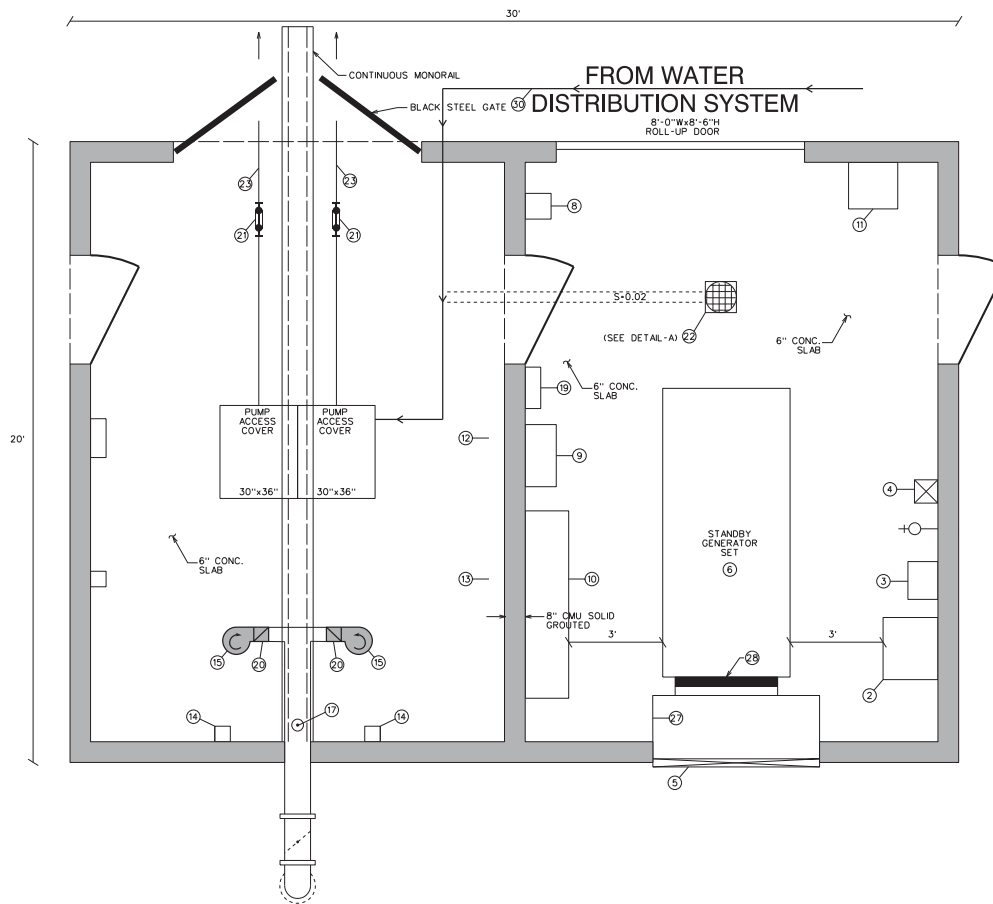 30'
CONTINUOUS MONORAIL
FROM WATER
DISTRIBUTION SYSTEM
BLACK STEEL GATE
30
8'-0"Wx8'-6"H
ROLL-UP DOOR
23
23
8
11
21
21
S=0.02
(SEE DETAIL-A)
22
6" CONC.
SLAB
6" CONC.
SLAB
19
PUMP
ACCESS
COVER
PUMP
ACCESS
COVER
20'
12
9
30"x36"
30"x36"
4
STANDBY
GENERATOR
SET
6
6" CONC.
SLAB
13
10
3
8" CMU SOLID
GROUTED
3'
3'
15
20
20
15
28
2
14
17
14
27
5